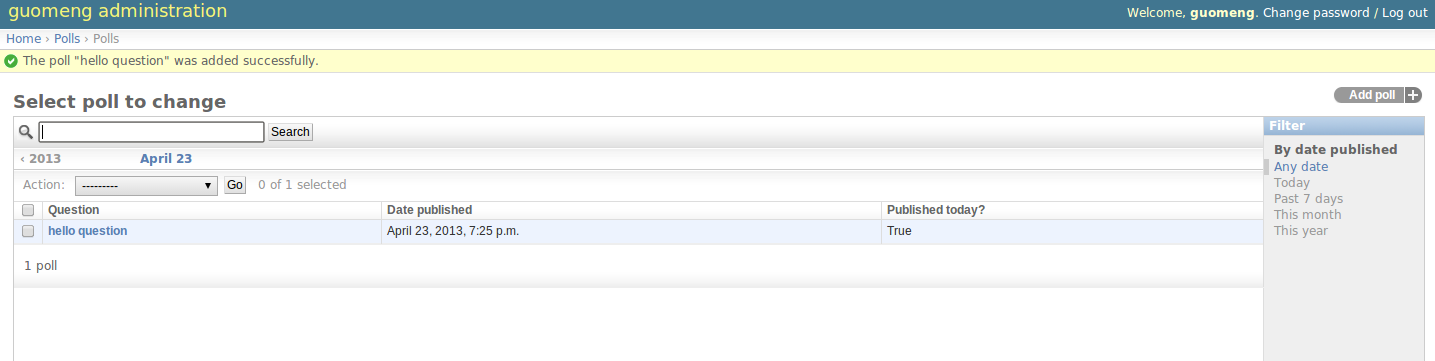 guomeng administration
Welcome, guomeng. Change password / Log out
Home › Polls › Polls
The poll "hello question" was added successfully.
Select poll to change
Add poll +
Search
Filter
‹ 2013 April 23
By date published
Any date
Today
Past 7 days
This month
This year
Action: --------- Go 0 of 1 selected
Question Date published Published today?
hello question April 23, 2013, 7:25 p.m. True
1 poll